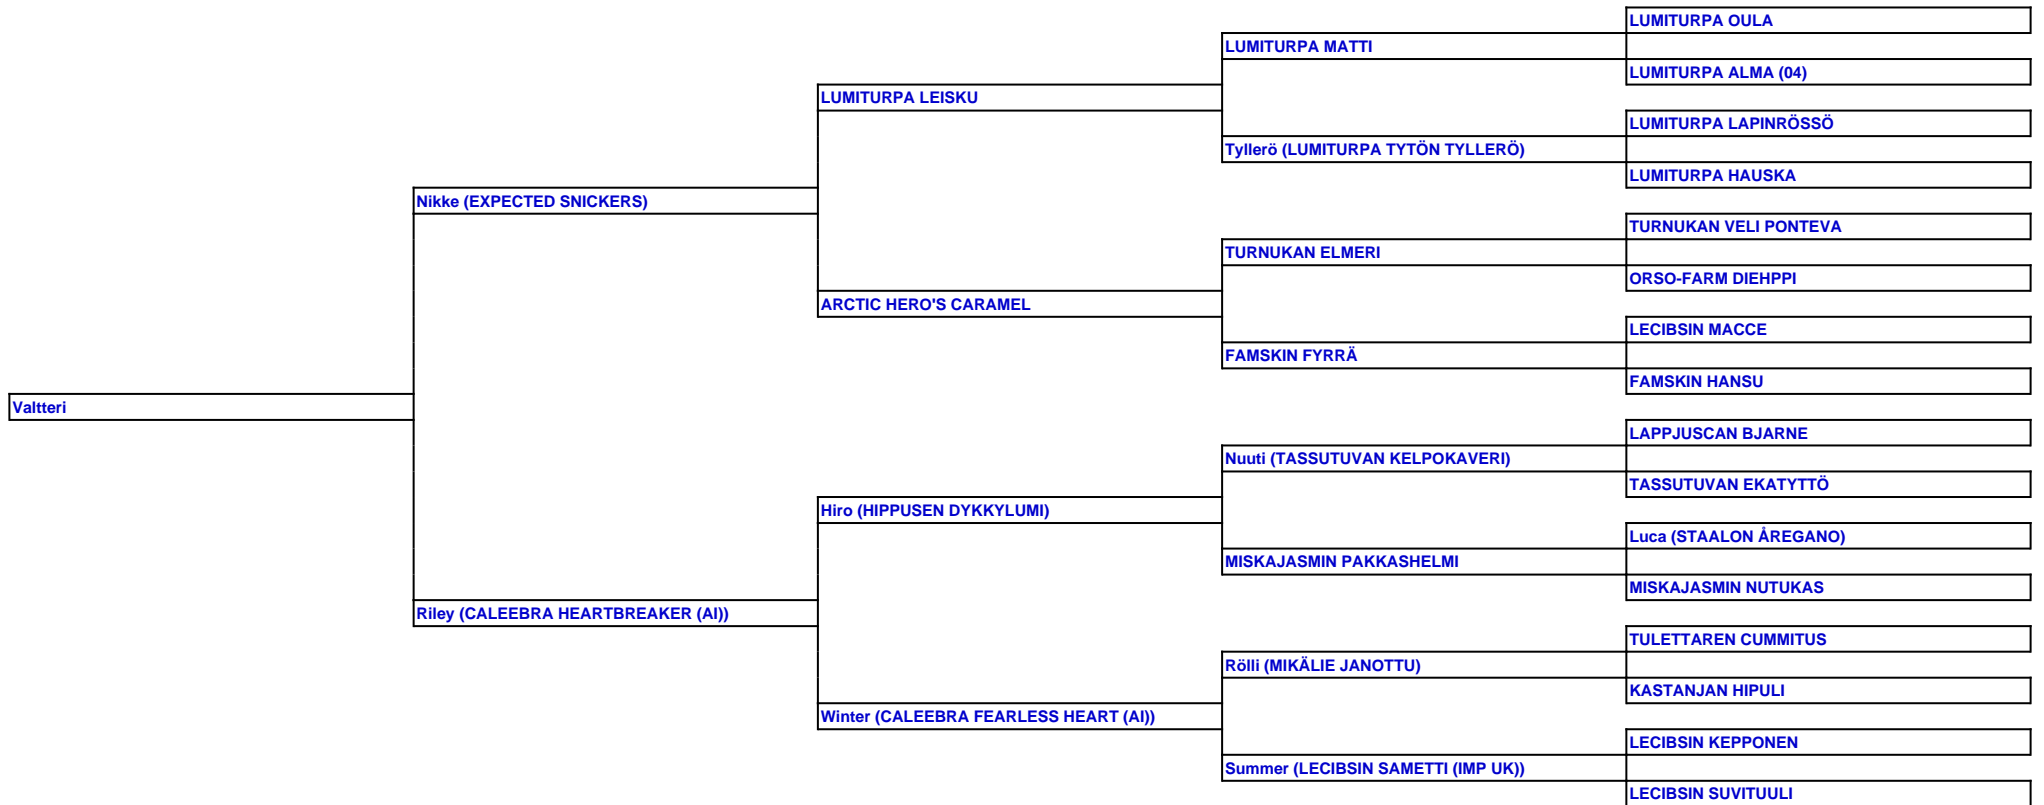 LUMITURPA OULA
LUMITURPA MATTI
LUMITURPA ALMA (04)
LUMITURPA LEISKU
LUMITURPA LAPINRÖSSÖ
Tyllerö (LUMITURPA TYTÖN TYLLERÖ)
LUMITURPA HAUSKA
Nikke (EXPECTED SNICKERS)
TURNUKAN VELI PONTEVA
TURNUKAN ELMERI
ORSO-FARM DIEHPPI
ARCTIC HERO'S CARAMEL
LECIBSIN MACCE
FAMSKIN FYRRÄ
FAMSKIN HANSU
Valtteri
LAPPJUSCAN BJARNE
Nuuti (TASSUTUVAN KELPOKAVERI)
TASSUTUVAN EKATYTTÖ
Hiro (HIPPUSEN DYKKYLUMI)
Luca (STAALON ÅREGANO)
MISKAJASMIN PAKKASHELMI
MISKAJASMIN NUTUKAS
Riley (CALEEBRA HEARTBREAKER (AI))
TULETTAREN CUMMITUS
Rölli (MIKÄLIE JANOTTU)
KASTANJAN HIPULI
Winter (CALEEBRA FEARLESS HEART (AI))
LECIBSIN KEPPONEN
Summer (LECIBSIN SAMETTI (IMP UK))
LECIBSIN SUVITUULI